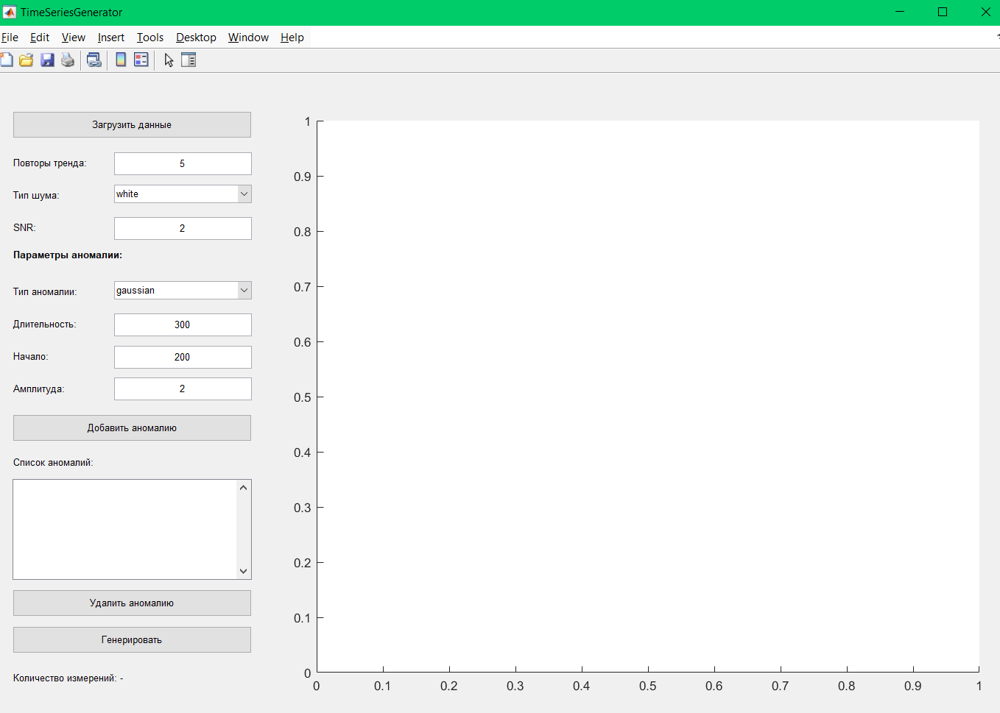 TimeSeriesGenerator
File Edit View Insert Tools Desktop Window Help
Загрузить данные
Повторы тренда: 5
Тип шума: white
SNR: 2
Параметры аномалии:
Тип аномалии: gaussian
Длительность: 300
Начало: 200
Амплитуда: 2
Добавить аномалию
Список аномалий:
Удалить аномалию
Генерировать
Количество измерений: -
1
0.9
0.8
0.7
0.6
0.5
0.4
0.3
0.2
0.1
0
0 0.1 0.2 0.3 0.4 0.5 0.6 0.7 0.8 0.9 1